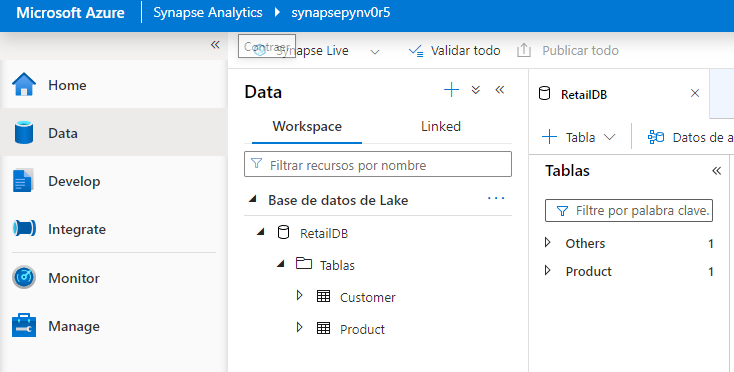 Microsoft Azure Synapse Analytics synapsepynv0r5
Contraer
Synapse Live Validar todo Publicar todo
Home
Data
Develop
Integrate
Monitor
Manage
Data
Workspace Linked
Filtrar recursos por nombre
Base de datos de Lake
RetailDB
Tablas
Customer
Product
RetailDB
Tabla Datos de a
Tablas
Filtre por palabra clave.
Others 1
Product 1